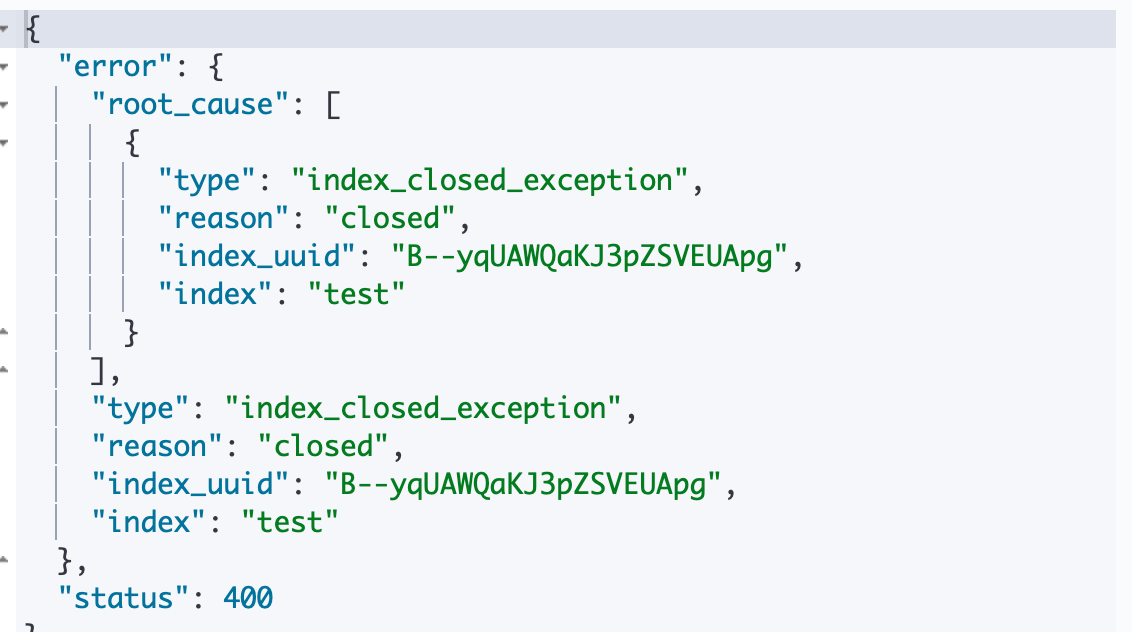 {
"error": {
"root_cause": [
{
"type": "index_closed_exception",
"reason": "closed",
"index_uuid": "B--yqUAWQaKJ3pZSVEUApg",
"index": "test"
}
],
"type": "index_closed_exception",
"reason": "closed",
"index_uuid": "B--yqUAWQaKJ3pZSVEUApg",
"index": "test"
},
"status": 400
}